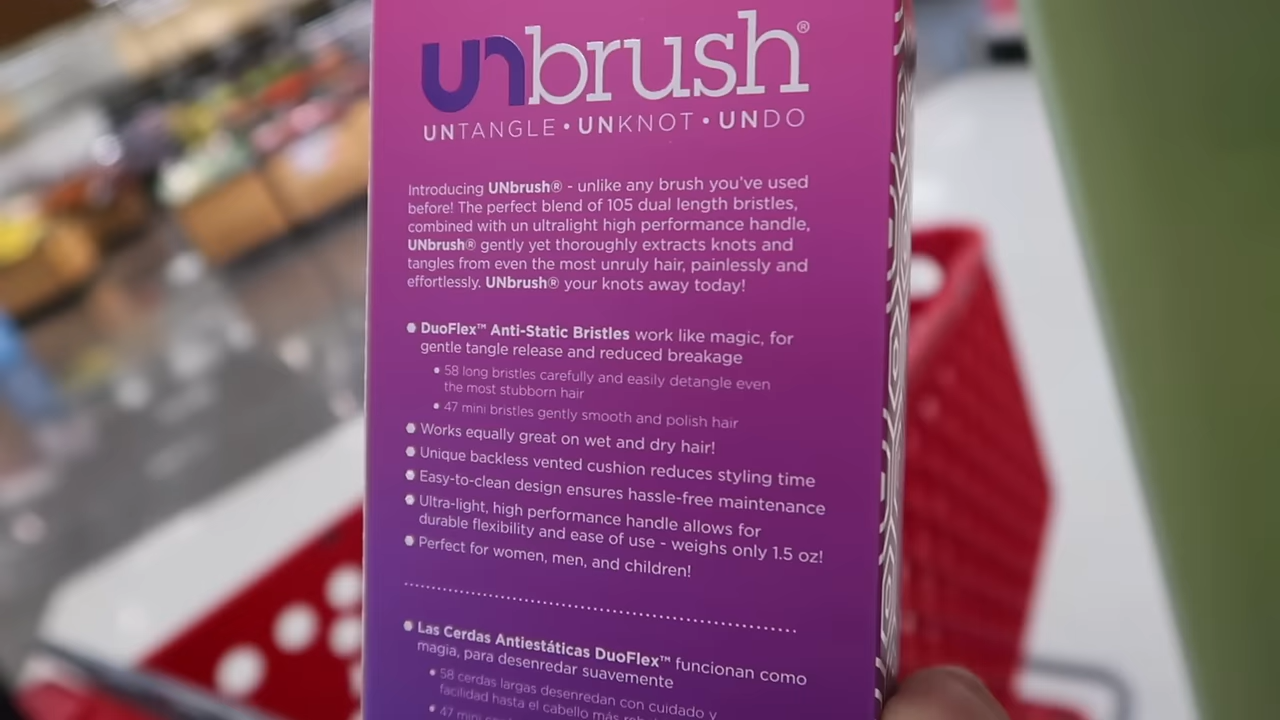 unbrush®
UNTANGLE • UNKNOT • UNDO
Introducing UNbrush® - unlike any brush you've used
before! The perfect blend of 105 dual length bristles,
combined with un ultralight high performance handle,
UNbrush® gently yet thoroughly extracts knots and
tangles from even the most unruly hair, painlessly and
effortlessly. UNbrush® your knots away today!
DuoFlex™ Anti-Static Bristles work like magic, for
gentle tangle release and reduced breakage
• 58 long bristles carefully and easily detangle even
the most stubborn hair
• 47 mini bristles gently smooth and polish hair
Works equally great on wet and dry hair!
Unique backless vented cushion reduces styling time
Easy-to-clean design ensures hassle-free maintenance
Ultra-light, high performance handle allows for
durable flexibility and ease of use - weighs only 1.5 oz!
Perfect for women, men, and children!
Las Cerdas Antiestáticas DuoFlex™ funcionan como
magia, para desenredar suavemente
• 58 cerdas largas desenredan con cuidado y
facilidad hasta el cabello más
• 47 mini